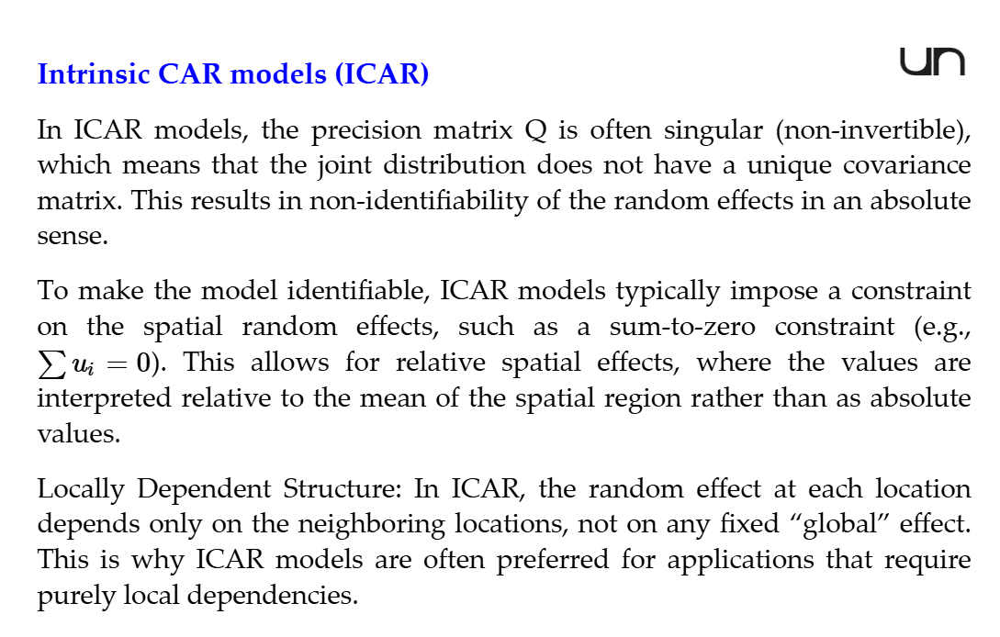 un
Intrinsic CAR models (ICAR)
In ICAR models, the precision matrix Q is often singular (non-invertible),
which means that the joint distribution does not have a unique covariance
matrix. This results in non-identifiability of the random effects in an absolute
sense.
To make the model identifiable, ICAR models typically impose a constraint
on the spatial random effects, such as a sum-to-zero constraint (e.g.,
∑ uᵢ = 0). This allows for relative spatial effects, where the values are
interpreted relative to the mean of the spatial region rather than as absolute
values.
Locally Dependent Structure: In ICAR, the random effect at each location
depends only on the neighboring locations, not on any fixed “global” effect.
This is why ICAR models are often preferred for applications that require
purely local dependencies.